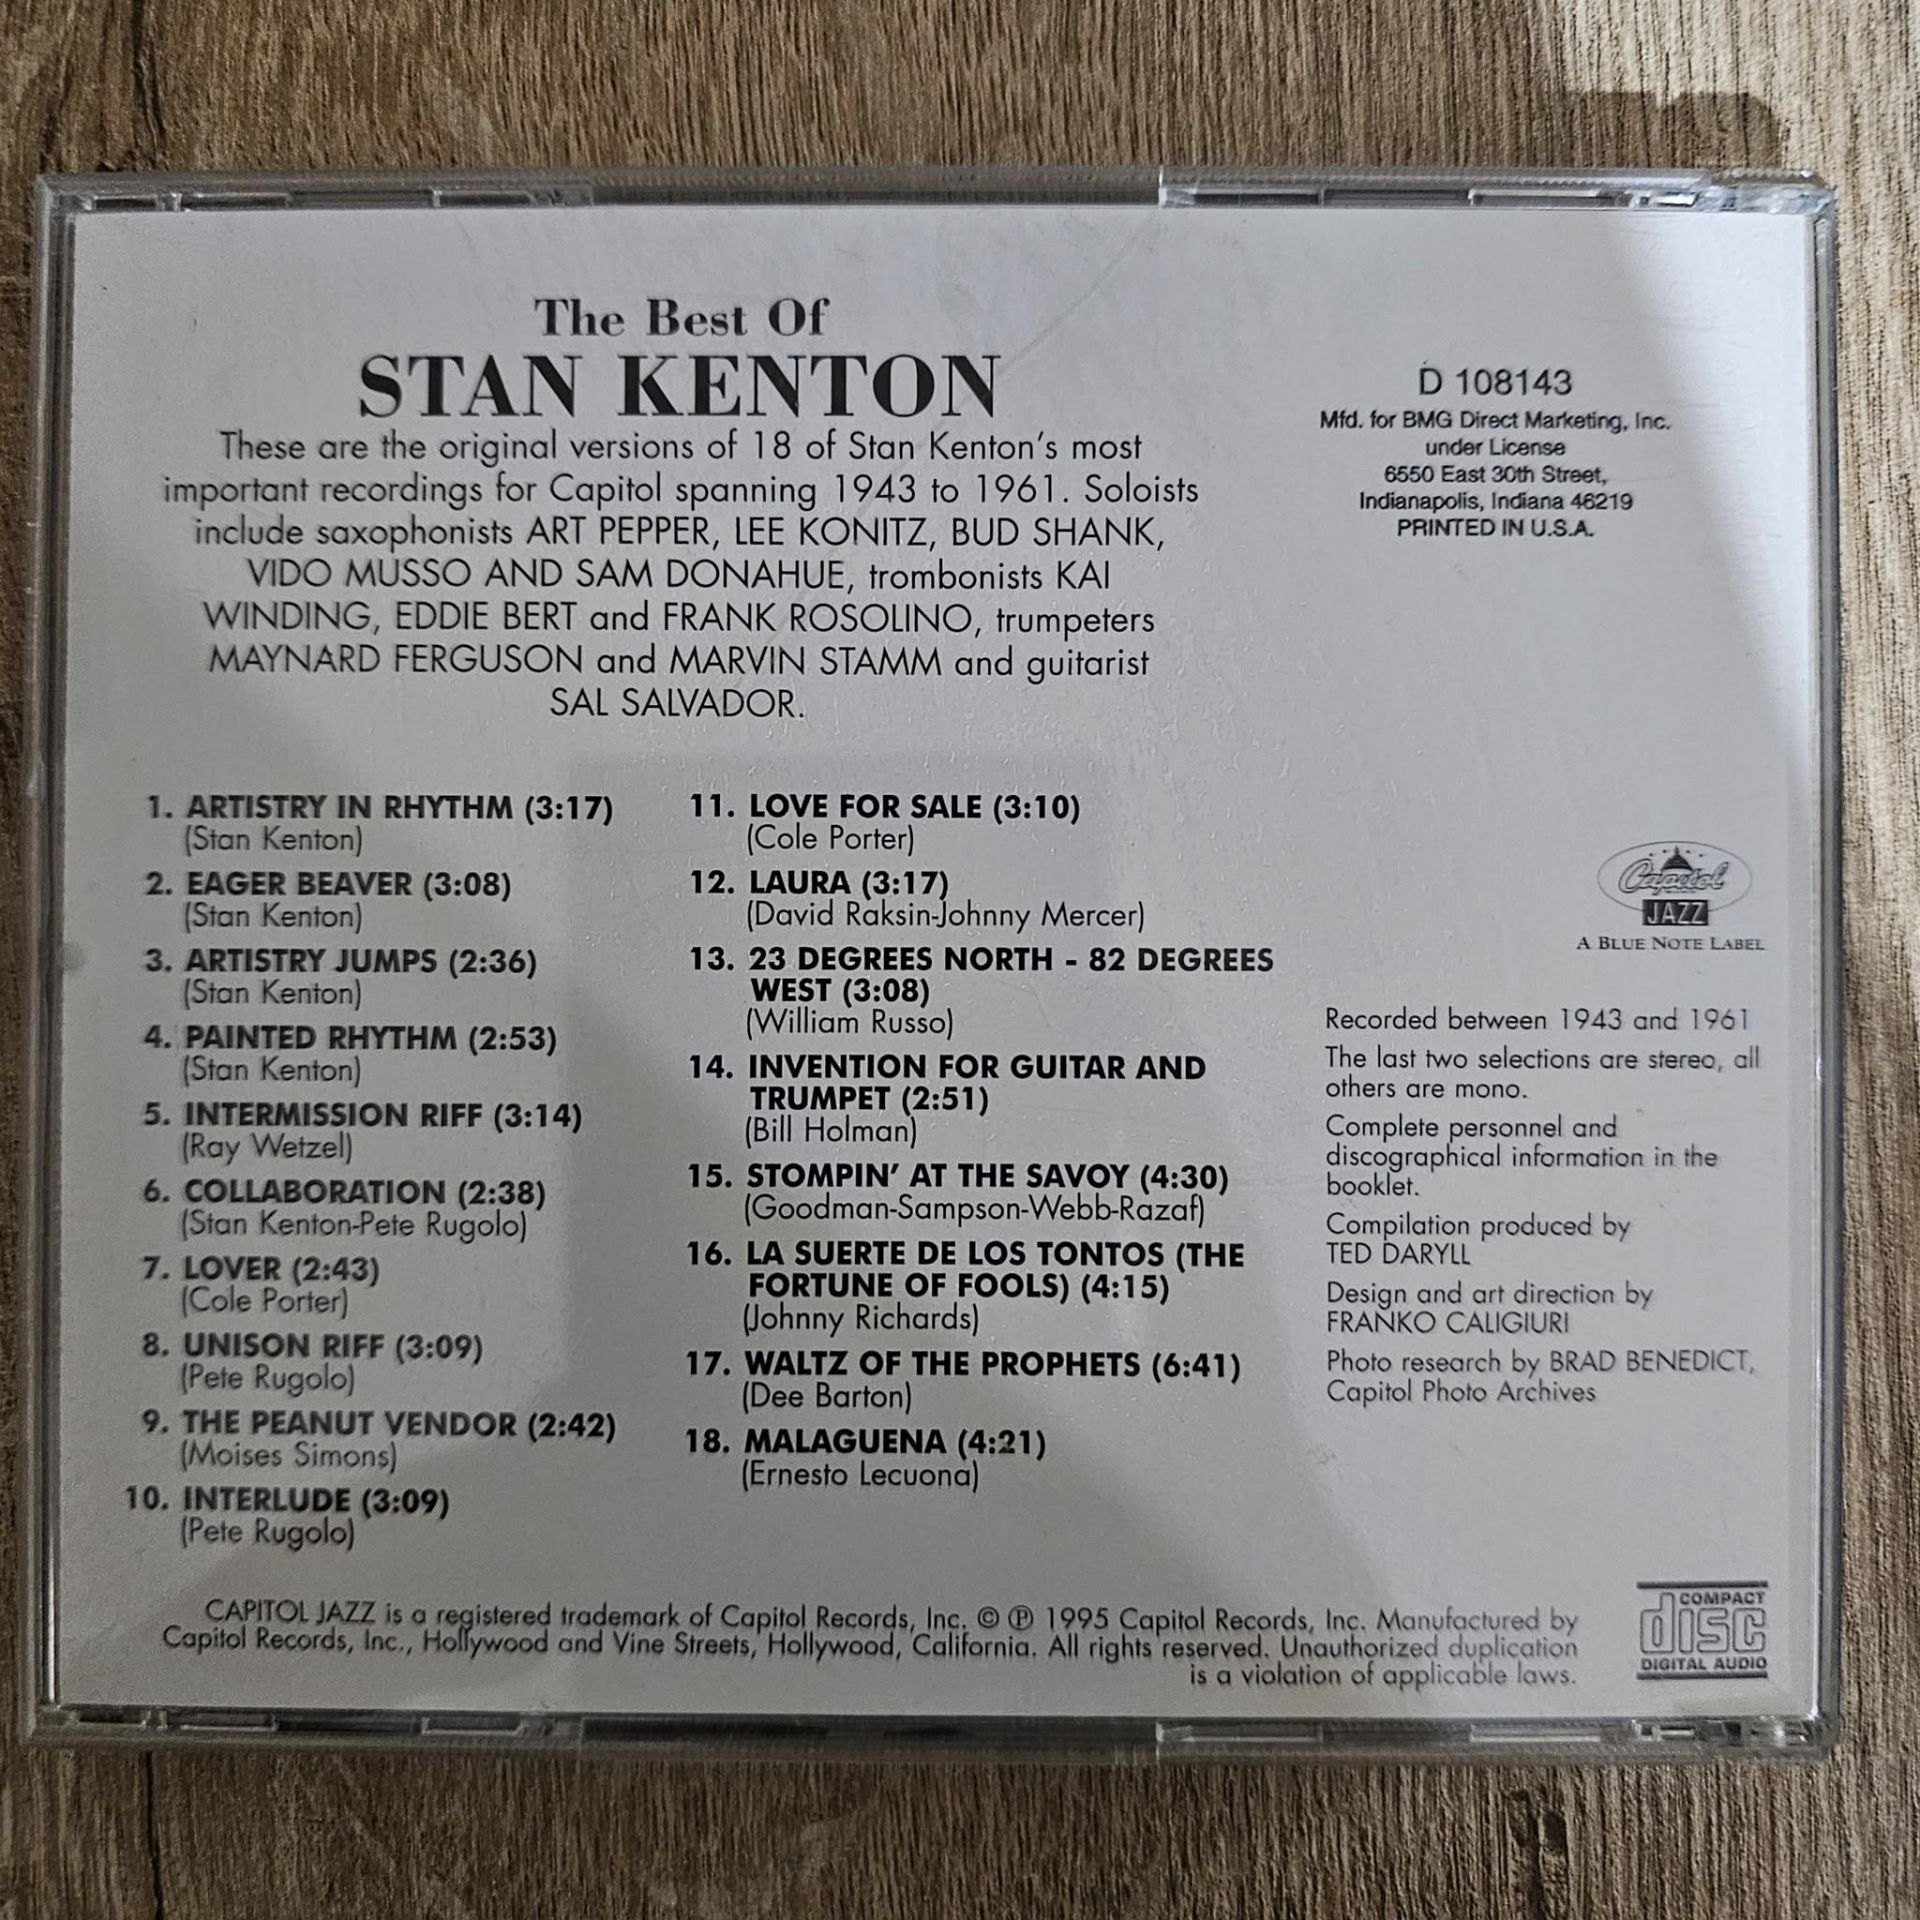 The Best Of
STAN KENTON
These are the original versions of 18 of Stan Kenton's most
important recordings for Capitol spanning 1943 to 1961. Soloists
include saxophonists ART PEPPER, LEE KONITZ, BUD SHANK,
VIDO MUSSO AND SAM DONAHUE, trombonists KAI
WINDING, EDDIE BERT and FRANK ROSOLINO, trumpeters
MAYNARD FERGUSON and MARVIN STAMM and guitarist
SAL SALVADOR.
D 108143
Mfd. for BMG Direct Marketing, Inc.
under License
6550 East 30th Street,
Indianapolis, Indiana 46219
PRINTED IN U.S.A.
1. ARTISTRY IN RHYTHM (3:17)
(Stan Kenton)
2. EAGER BEAVER (3:08)
(Stan Kenton)
3. ARTISTRY JUMPS (2:36)
(Stan Kenton)
4. PAINTED RHYTHM (2:53)
(Stan Kenton)
5. INTERMISSION RIFF (3:14)
(Ray Wetzel)
6. COLLABORATION (2:38)
(Stan Kenton-Pete Rugolo)
7. LOVER (2:43)
(Cole Porter)
8. UNISON RIFF (3:09)
(Pete Rugolo)
9. THE PEANUT VENDOR (2:42)
(Moises Simons)
10. INTERLUDE (3:09)
(Pete Rugolo)
11. LOVE FOR SALE (3:10)
(Cole Porter)
12. LAURA (3:17)
(David Raksin-Johnny Mercer)
13. 23 DEGREES NORTH - 82 DEGREES
WEST (3:08)
(William Russo)
14. INVENTION FOR GUITAR AND
TRUMPET (2:51)
(Bill Holman)
15. STOMPIN' AT THE SAVOY (4:30)
(Goodman-Sampson-Webb-Razaf)
16. LA SUERTE DE LOS TONTOS (THE
FORTUNE OF FOOLS) (4:15)
(Johnny Richards)
17. WALTZ OF THE PROPHETS (6:41)
(Dee Barton)
18. MALAGUENA (4:21)
(Ernesto Lecuona)
Capitol
JAZZ
A BLUE NOTE LABEL
Recorded between 1943 and 1961
The last two selections are stereo, all
others are mono.
Complete personnel and
discographical information in the
booklet.
Compilation produced by
TED DARYLL
Design and art direction by
FRANKO CALIGIURI
Photo research by BRAD BENEDICT,
Capitol Photo Archives
CAPITOL JAZZ is a registered trademark of Capitol Records, Inc. © ℗ 1995 Capitol Records, Inc. Manufactured by
Capitol Records, Inc., Hollywood and Vine Streets, Hollywood, California. All rights reserved. Unauthorized duplication
is a violation of applicable laws.
COMPACT
disc
DIGITAL AUDIO